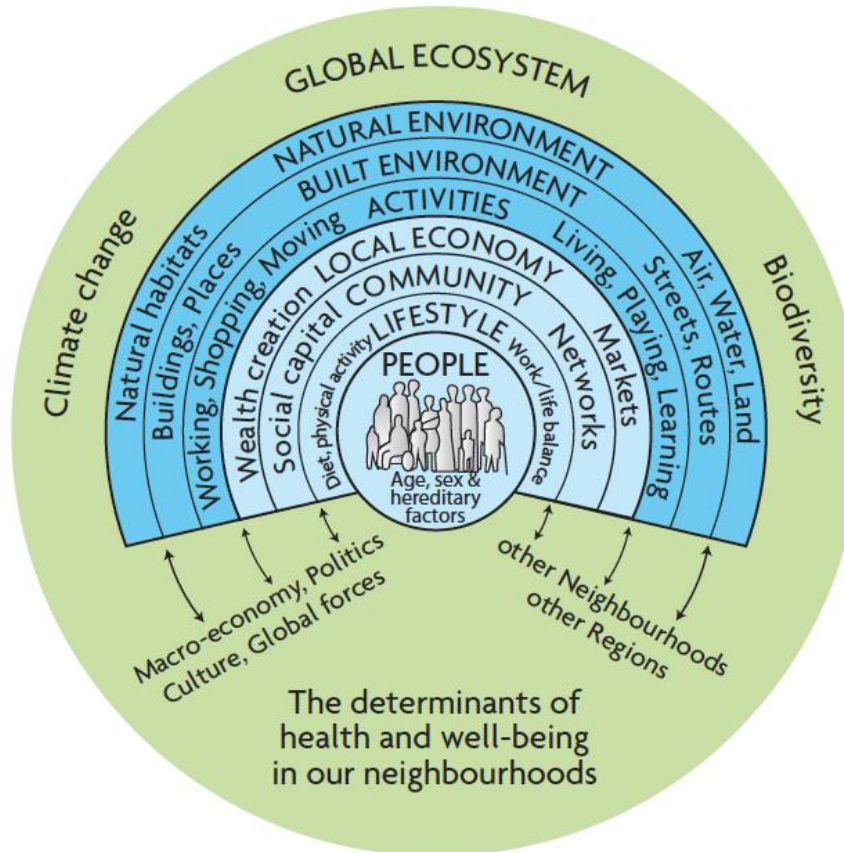 GLOBAL ECOSYSTEM
Climate change
Biodiversity
NATURAL ENVIRONMENT
Natural habitats
Air, Water, Land
BUILT ENVIRONMENT
Buildings, Places
Streets, Routes
ACTIVITIES
Working, Shopping, Moving
Living, Playing, Learning
LOCAL ECONOMY
Wealth creation
Markets
COMMUNITY
Social capital
Networks
LIFESTYLE
Diet, physical activity
Work/life balance
PEOPLE
Age, sex &
hereditary
factors
Macro-economy, Politics
Culture, Global forces
other Neighbourhoods
other Regions
The determinants of
health and well-being
in our neighbourhoods